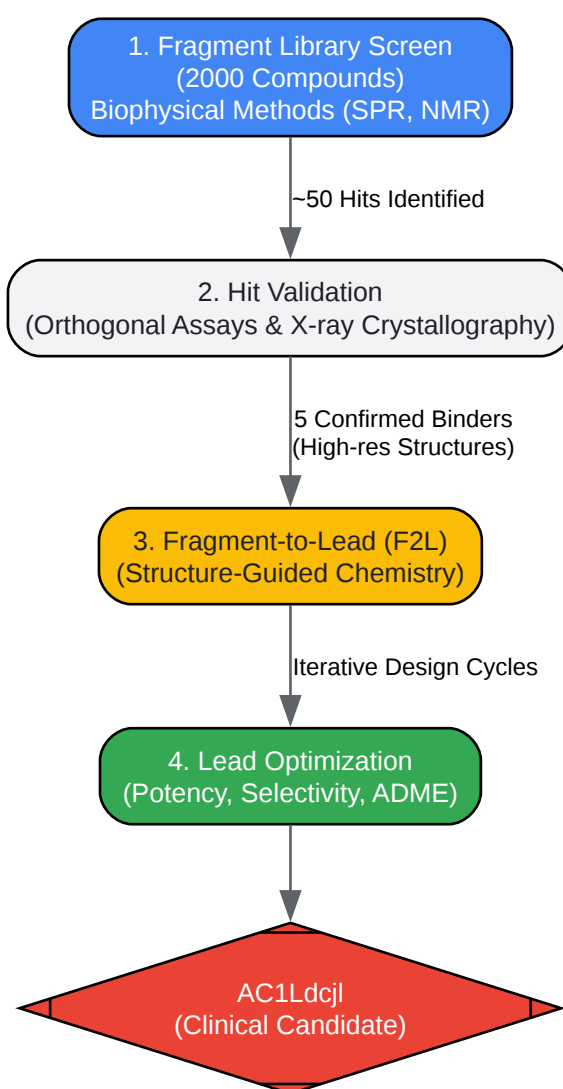 1. Fragment Library Screen
(2000 Compounds)
Biophysical Methods (SPR, NMR)
~50 Hits Identified
2. Hit Validation
(Orthogonal Assays & X-ray Crystallography)
5 Confirmed Binders
(High-res Structures)
3. Fragment-to-Lead (F2L)
(Structure-Guided Chemistry)
Iterative Design Cycles
4. Lead Optimization
(Potency, Selectivity, ADME)
AC1Ldcjl
(Clinical Candidate)